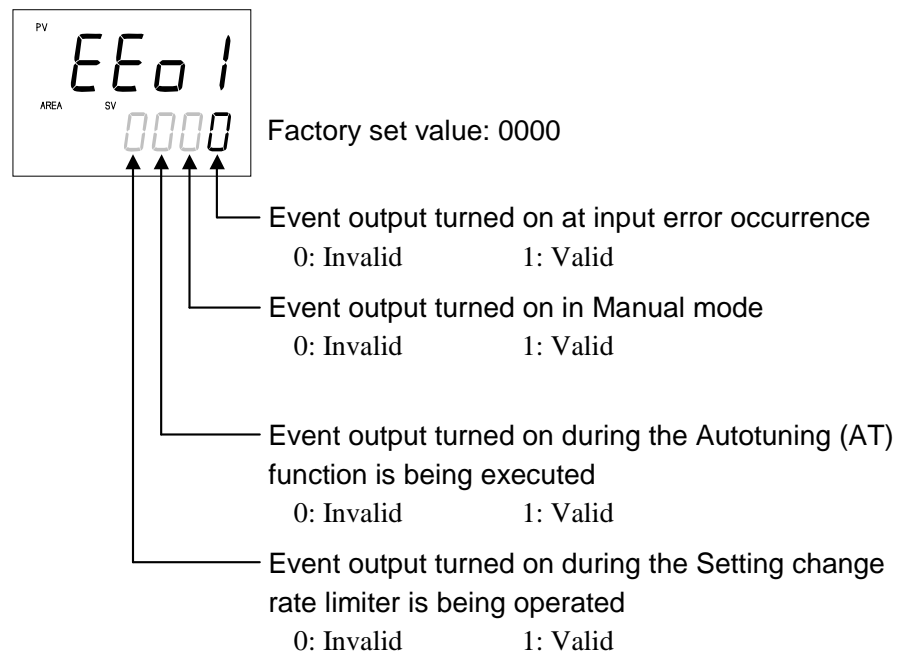 PV
EEo1
AREA SV
0000
Factory set value: 0000
Event output turned on at input error occurrence
0: Invalid 1: Valid
Event output turned on in Manual mode
0: Invalid 1: Valid
Event output turned on during the Autotuning (AT)
function is being executed
0: Invalid 1: Valid
Event output turned on during the Setting change
rate limiter is being operated
0: Invalid 1: Valid